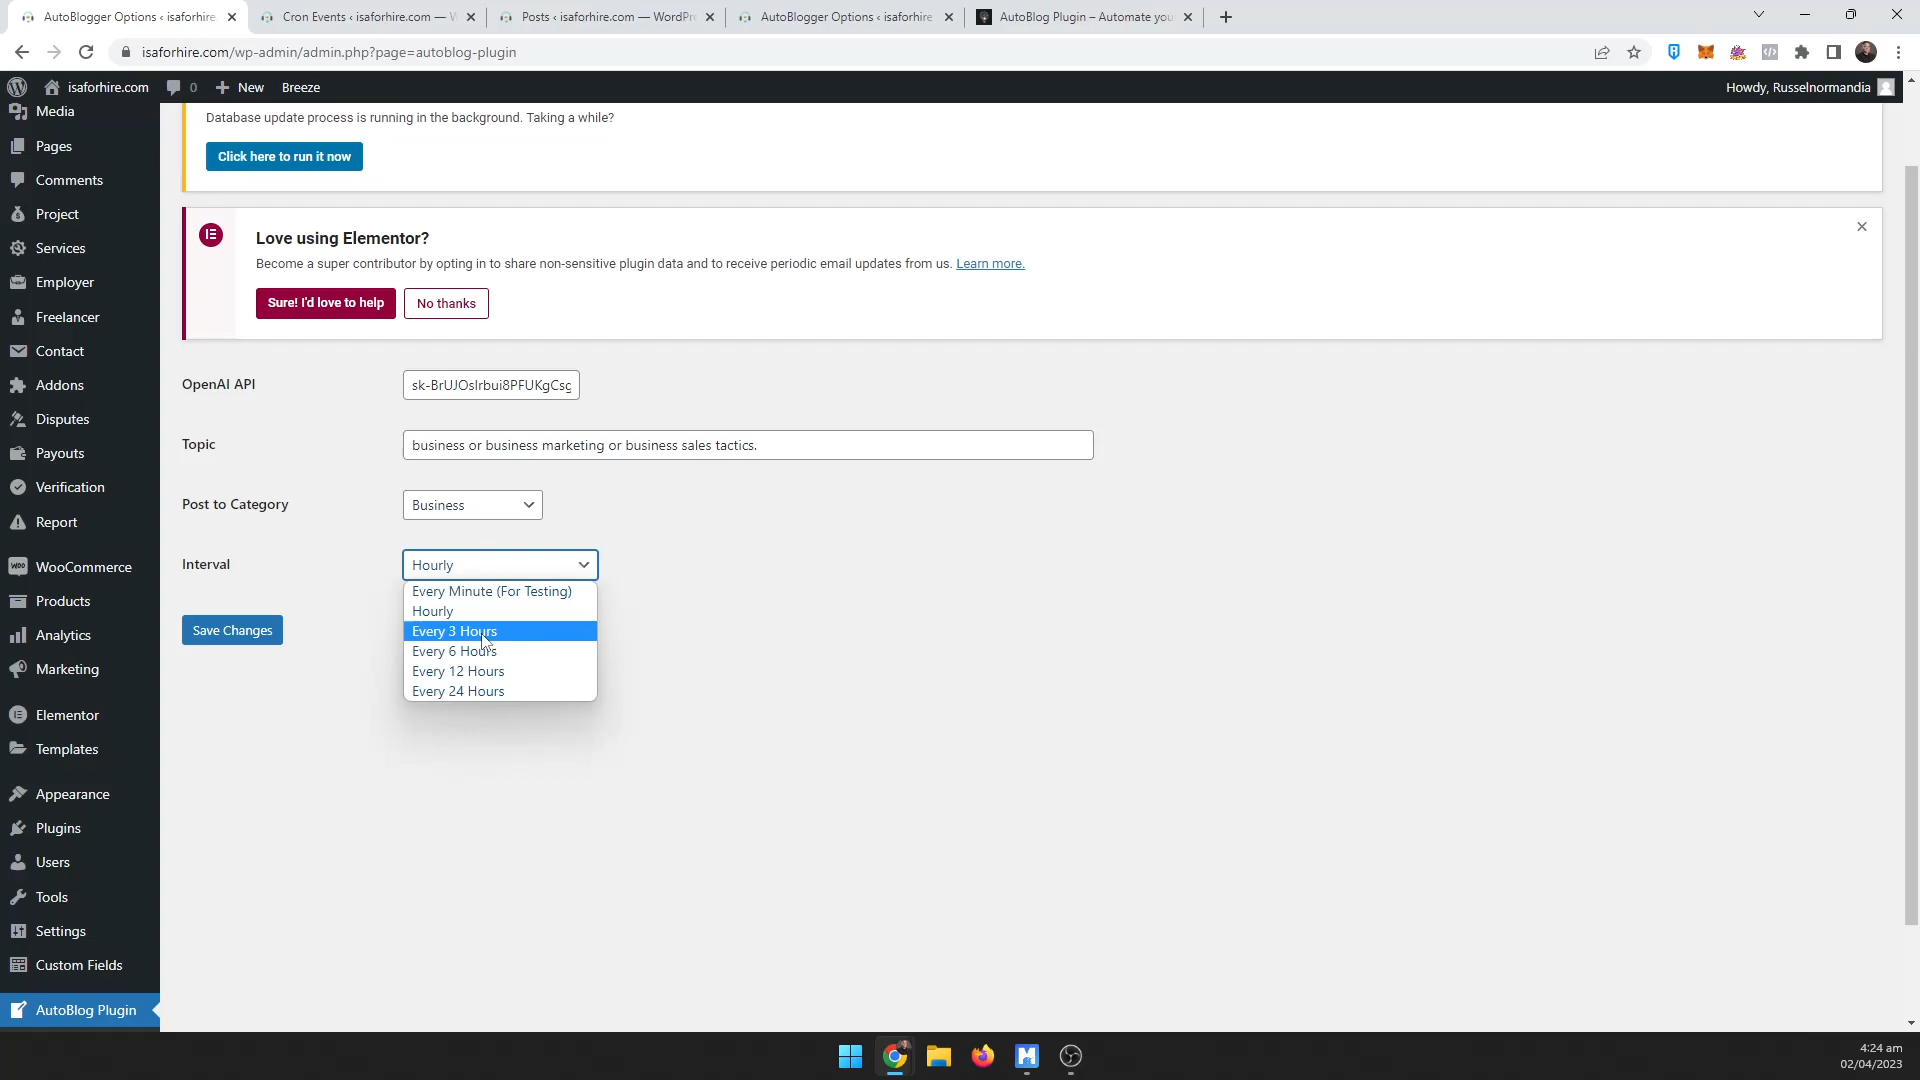 AutoBlogger Options ‹ isaforhire.
Cron Events ‹ isaforhire.com — W
Posts ‹ isaforhire.com — WordPre
AutoBlogger Options ‹ isaforhire
AutoBlog Plugin – Automate you
isaforhire.com/wp-admin/admin.php?page=autoblog-plugin
isaforhire.com
0
New
Breeze
Howdy, Russelnormandia
Media
Pages
Comments
Project
Services
Employer
Freelancer
Contact
Addons
Disputes
Payouts
Verification
Report
WooCommerce
Products
Analytics
Marketing
Elementor
Templates
Appearance
Plugins
Users
Tools
Settings
Custom Fields
AutoBlog Plugin
Database update process is running in the background. Taking a while?
Click here to run it now
Love using Elementor?
Become a super contributor by opting in to share non-sensitive plugin data and to receive periodic email updates from us. Learn more.
Sure! I'd love to help
No thanks
OpenAI API
Topic
business or business marketing or business sales tactics.
Post to Category
Business
Interval
Hourly
Every Minute (For Testing)
Hourly
Every 3 Hours
Every 6 Hours
Every 12 Hours
Every 24 Hours
Save Changes
4:24 am
02/04/2023